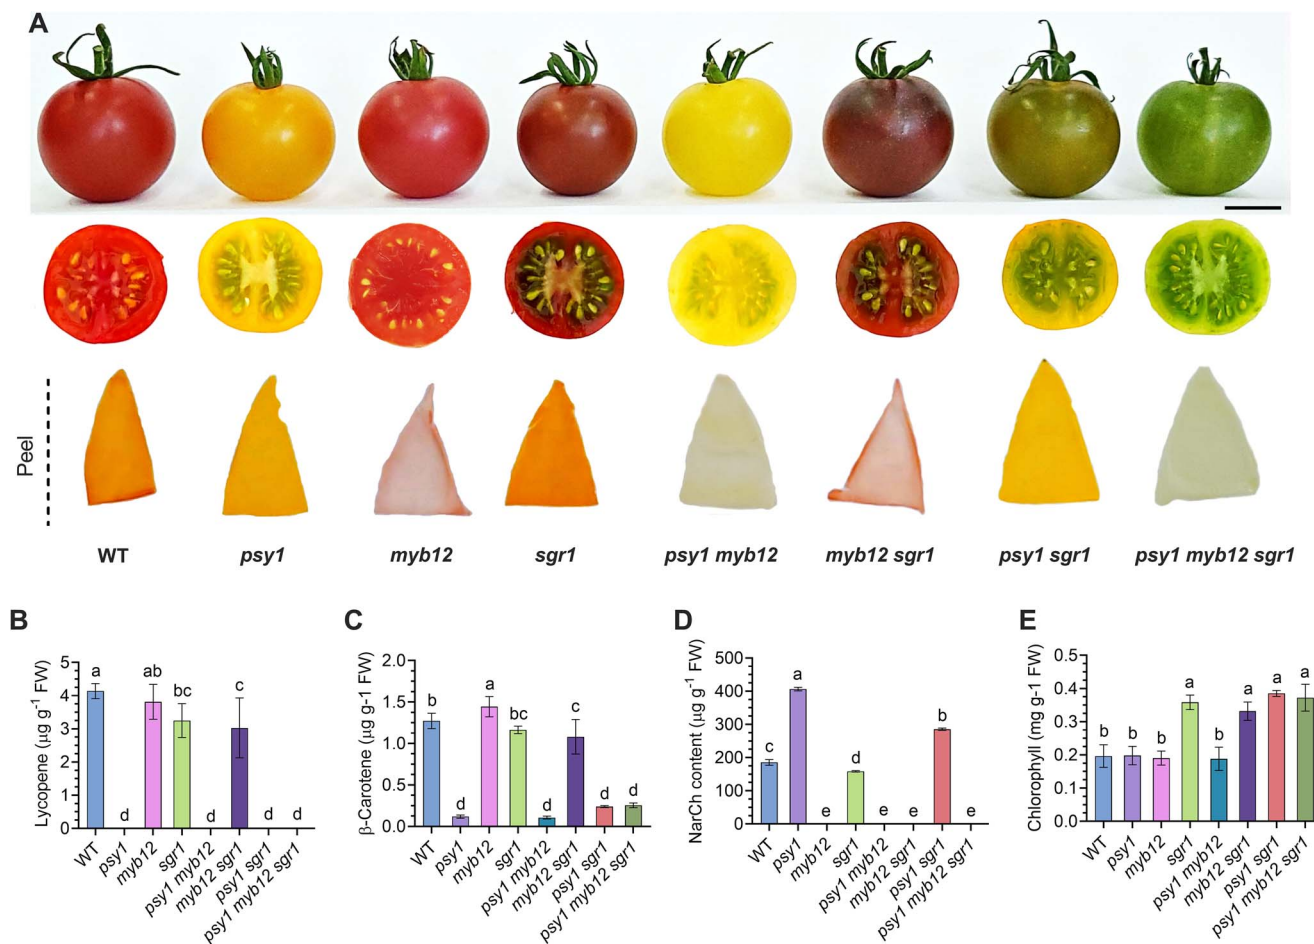 A
Peel
WT
psy1
myb12
sgr1
psy1 myb12
myb12 sgr1
psy1 sgr1
psy1 myb12 sgr1
B
Lycopene (µg g-1 FW)
5
4
3
2
1
0
a
d
ab
bc
d
c
d
d
WT
psy1
myb12
sgr1
psy1 myb12
myb12 sgr1
psy1 sgr1
psy1 myb12 sgr1
C
β-Carotene (µg g-1 FW)
2.0
1.5
1.0
0.5
0.0
b
d
a
bc
d
c
d
d
WT
psy1
myb12
sgr1
psy1 myb12
myb12 sgr1
psy1 sgr1
psy1 myb12 sgr1
D
NarCh content (µg g-1 FW)
500
400
300
200
100
0
c
a
e
d
e
e
b
e
WT
psy1
myb12
sgr1
psy1 myb12
myb12 sgr1
psy1 sgr1
psy1 myb12 sgr1
E
Chlorophyll (mg g-1 FW)
0.5
0.4
0.3
0.2
0.1
0.0
b
b
b
a
b
a
a
a
WT
psy1
myb12
sgr1
psy1 myb12
myb12 sgr1
psy1 sgr1
psy1 myb12 sgr1